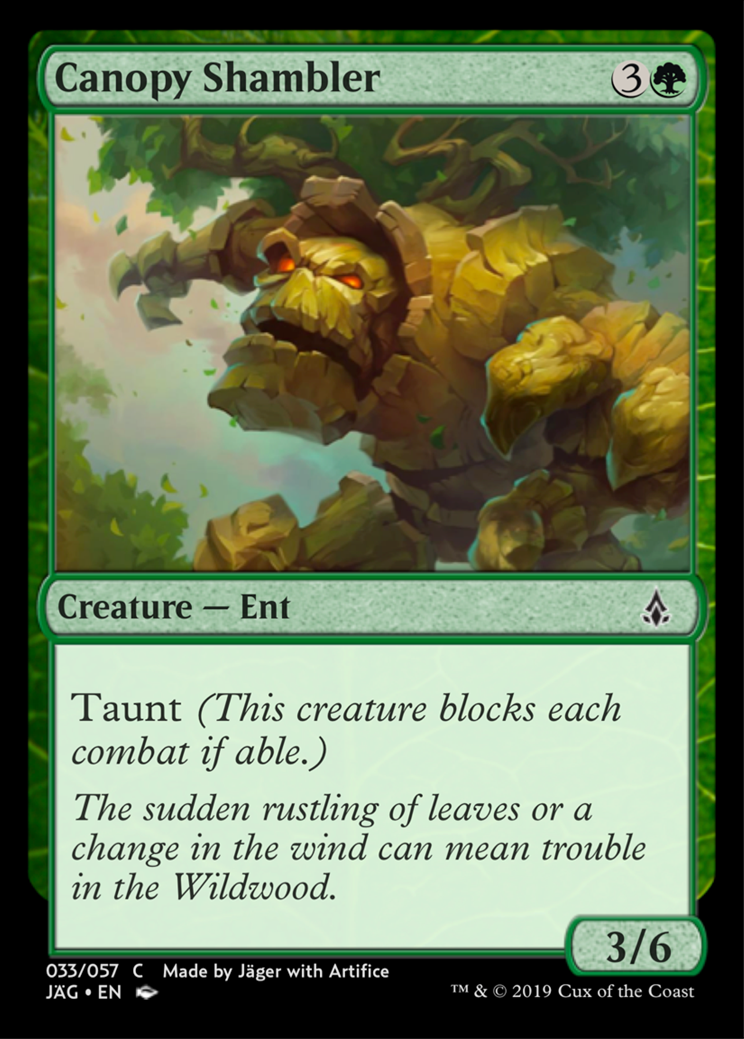 Canopy Shambler 3
Creature — Ent
Taunt (This creature blocks each
combat if able.)
The sudden rustling of leaves or a
change in the wind can mean trouble
in the Wildwood.
3/6
033/057 C Made by Jäger with Artifice
JÄG • EN ™ & © 2019 Cux of the Coast